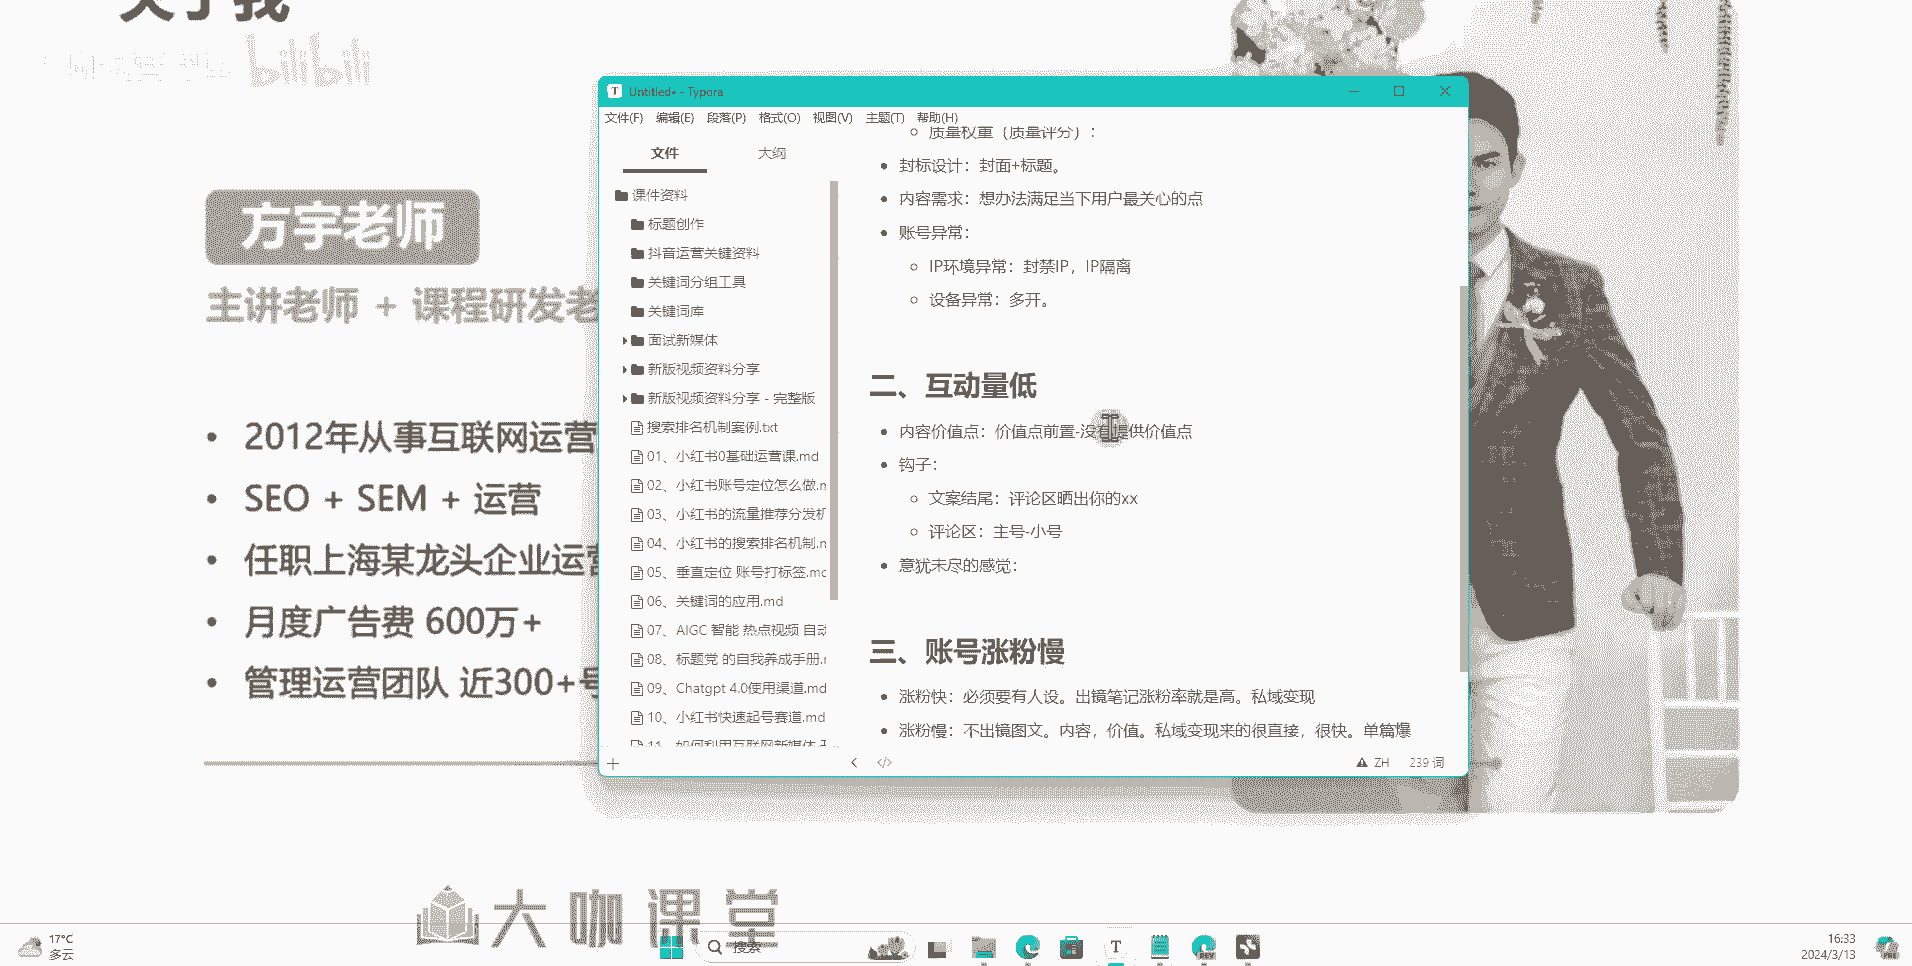 关于我
bilibili
方宇老师
主讲老师 + 课程研发老
2012年从事互联网运营
SEO + SEM + 运营
任职上海某龙头企业运营
月度广告费 600万+
管理运营团队 近300+号
Untitled• - Typora
文件(F) 编辑(E) 段落(P) 格式(O) 视图(V) 主题(T) 帮助(H)
文件 大纲
课件资料
标题创作
抖音运营关键资料
关键词分组工具
关键词库
面试新媒体
新版视频资料分享
新版视频资料分享 - 完整版
搜索排名机制案例.txt
01、小红书0基础运营课.md
02、小红书账号定位怎么做.m
03、小红书的流量推荐分发机
04、小红书的搜索排名机制.m
05、垂直定位 账号打标签.mc
06、关键词的应用.md
07、AIGC 智能 热点视频 自动
08、标题党 的自我养成手册.r
09、Chatgpt 4.0使用渠道.md
10、小红书快速起号赛道.md
11、如何利用互联网新媒体
质量权重（质量评分）：
封标设计：封面+标题。
内容需求：想办法满足当下用户最关心的点
账号异常：
IP环境异常：封禁IP，IP隔离
设备异常：多开。
二、互动量低
内容价值点：价值点前置-没有提供价值点
钩子：
文案结尾：评论区晒出你的xx
评论区：主号-小号
意犹未尽的感觉：
三、账号涨粉慢
涨粉快：必须要有人设。出镜笔记涨粉率就是高。私域变现
涨粉慢：不出镜图文。内容，价值。私域变现来的很直接，很快。单篇爆
ZH 239 词
大咖课堂
17°C
多云
搜索
16:33
2024/3/13